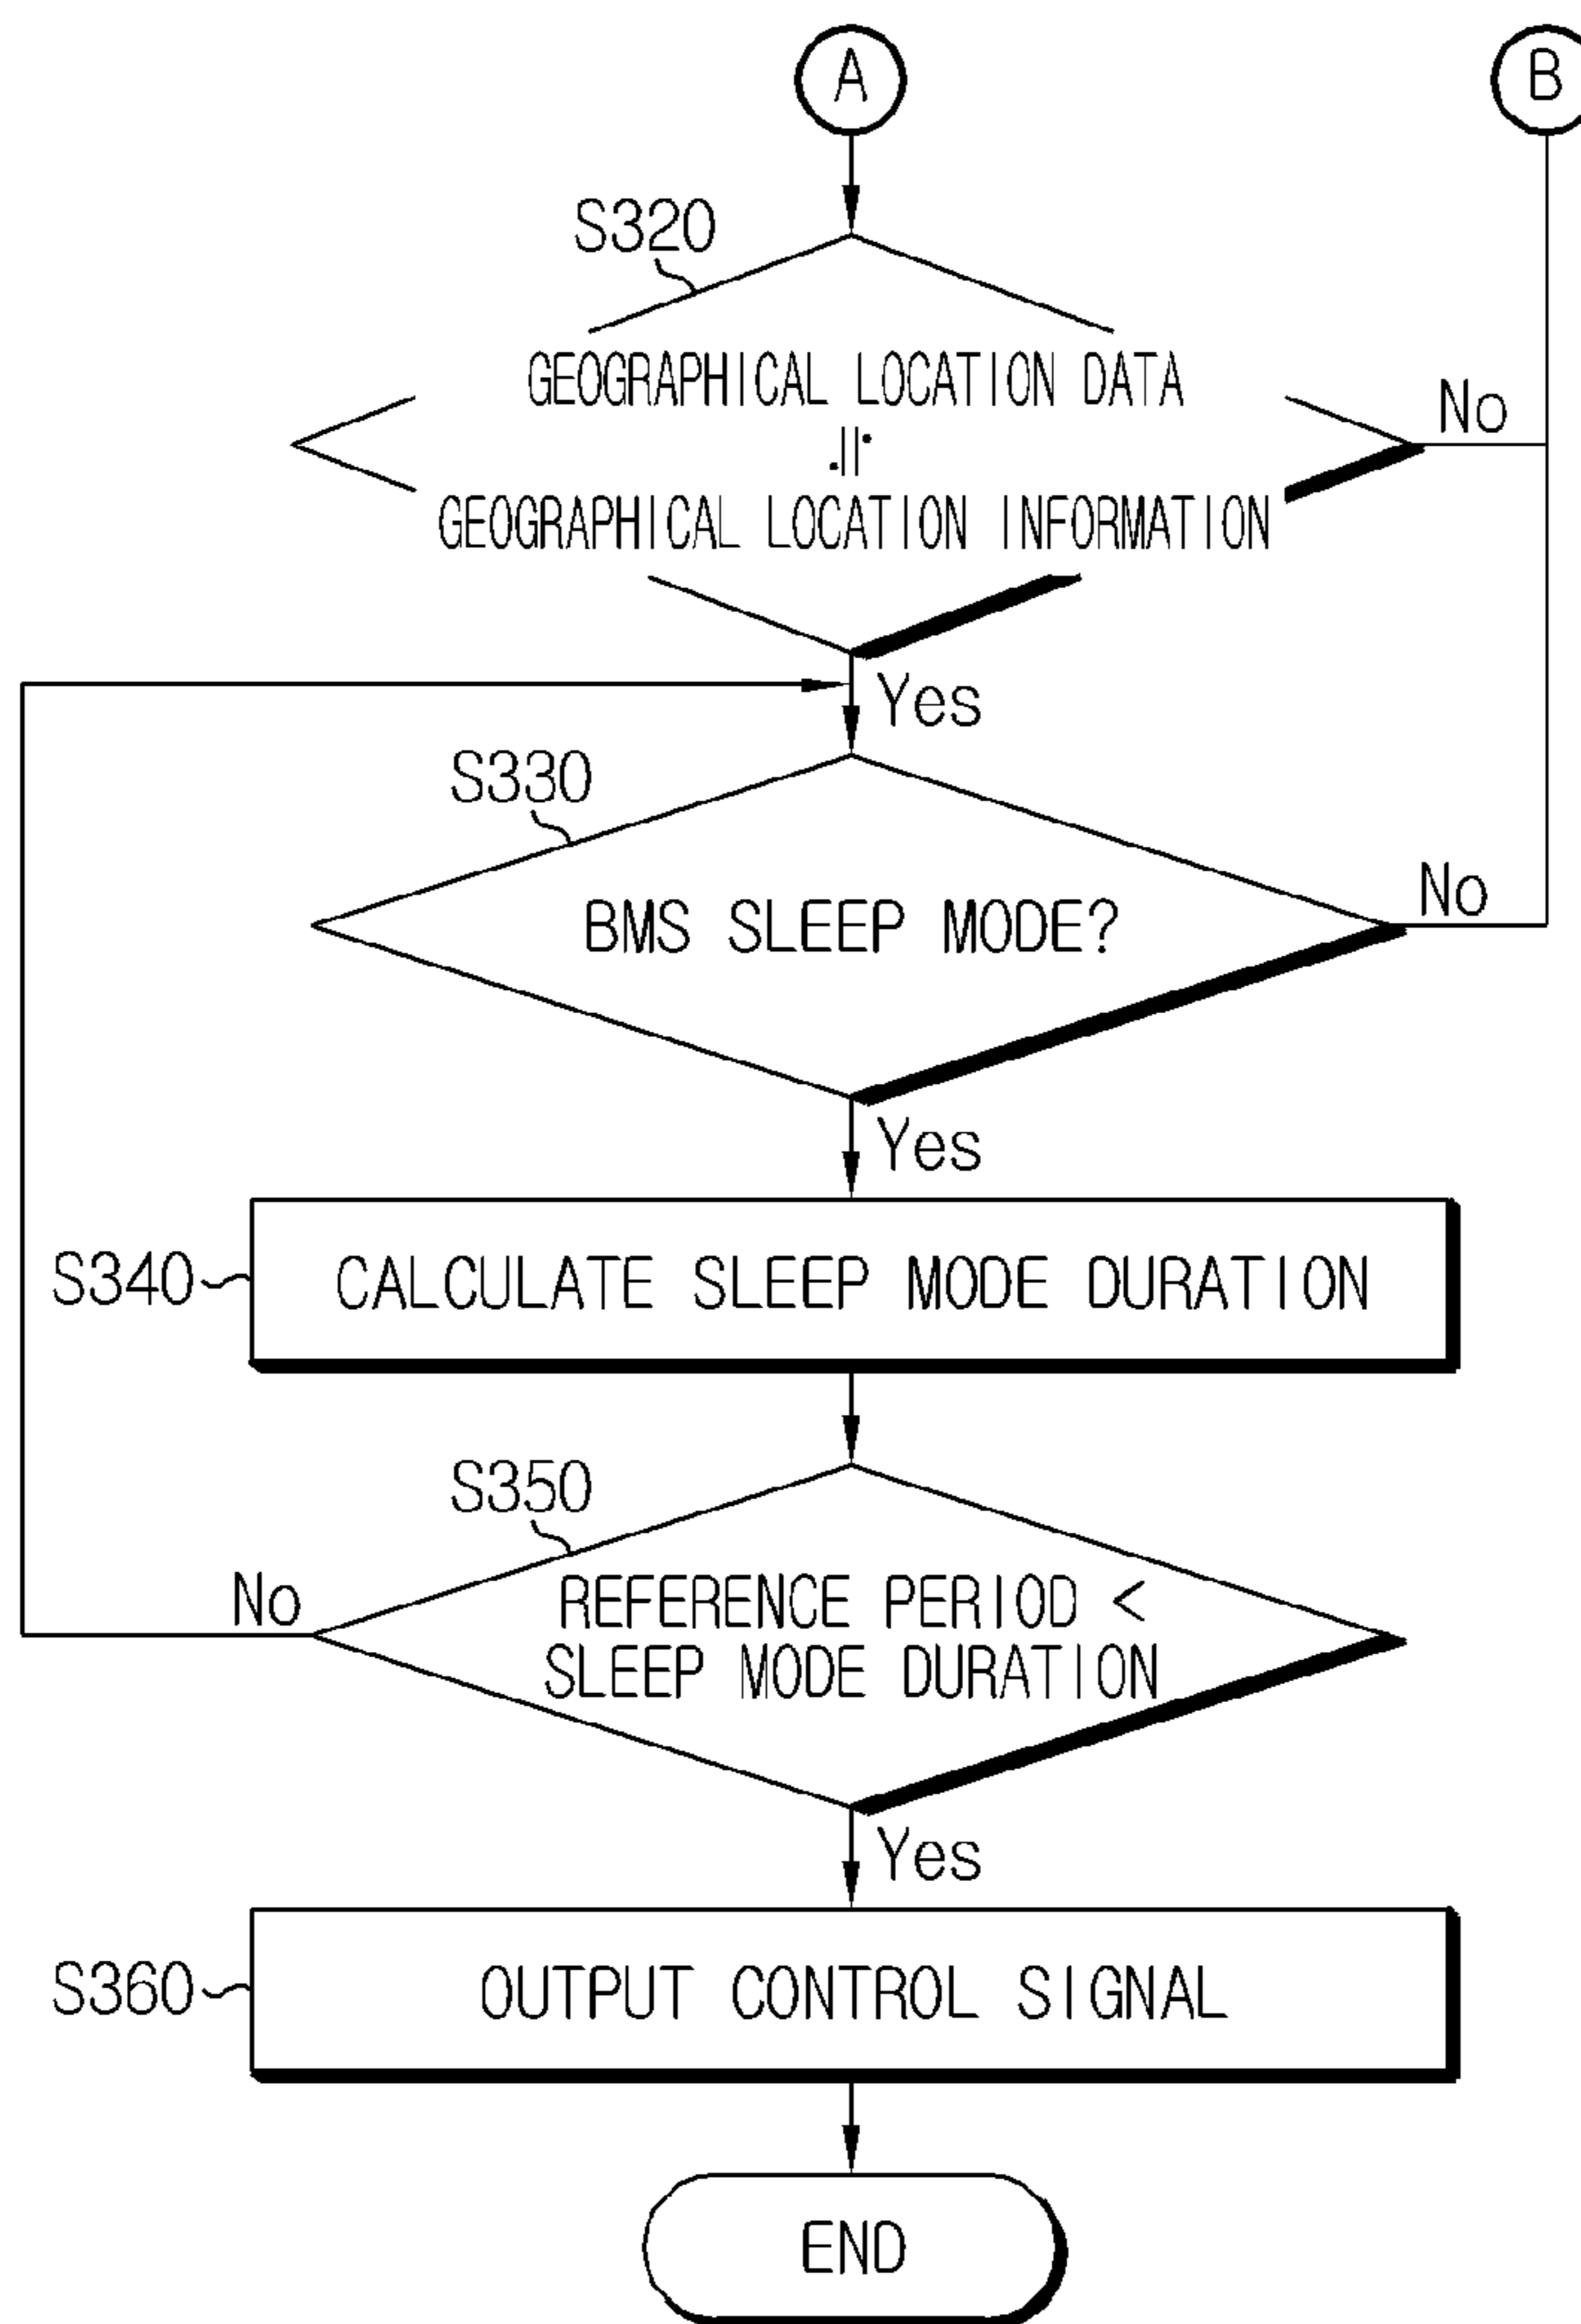 A
B
S320
GEOGRAPHICAL LOCATION DATA
≒
GEOGRAPHICAL LOCATION INFORMATION
No
Yes
S330
BMS SLEEP MODE?
No
Yes
S340
CALCULATE SLEEP MODE DURATION
S350
REFERENCE PERIOD <
SLEEP MODE DURATION
No
Yes
S360
OUTPUT CONTROL SIGNAL
END